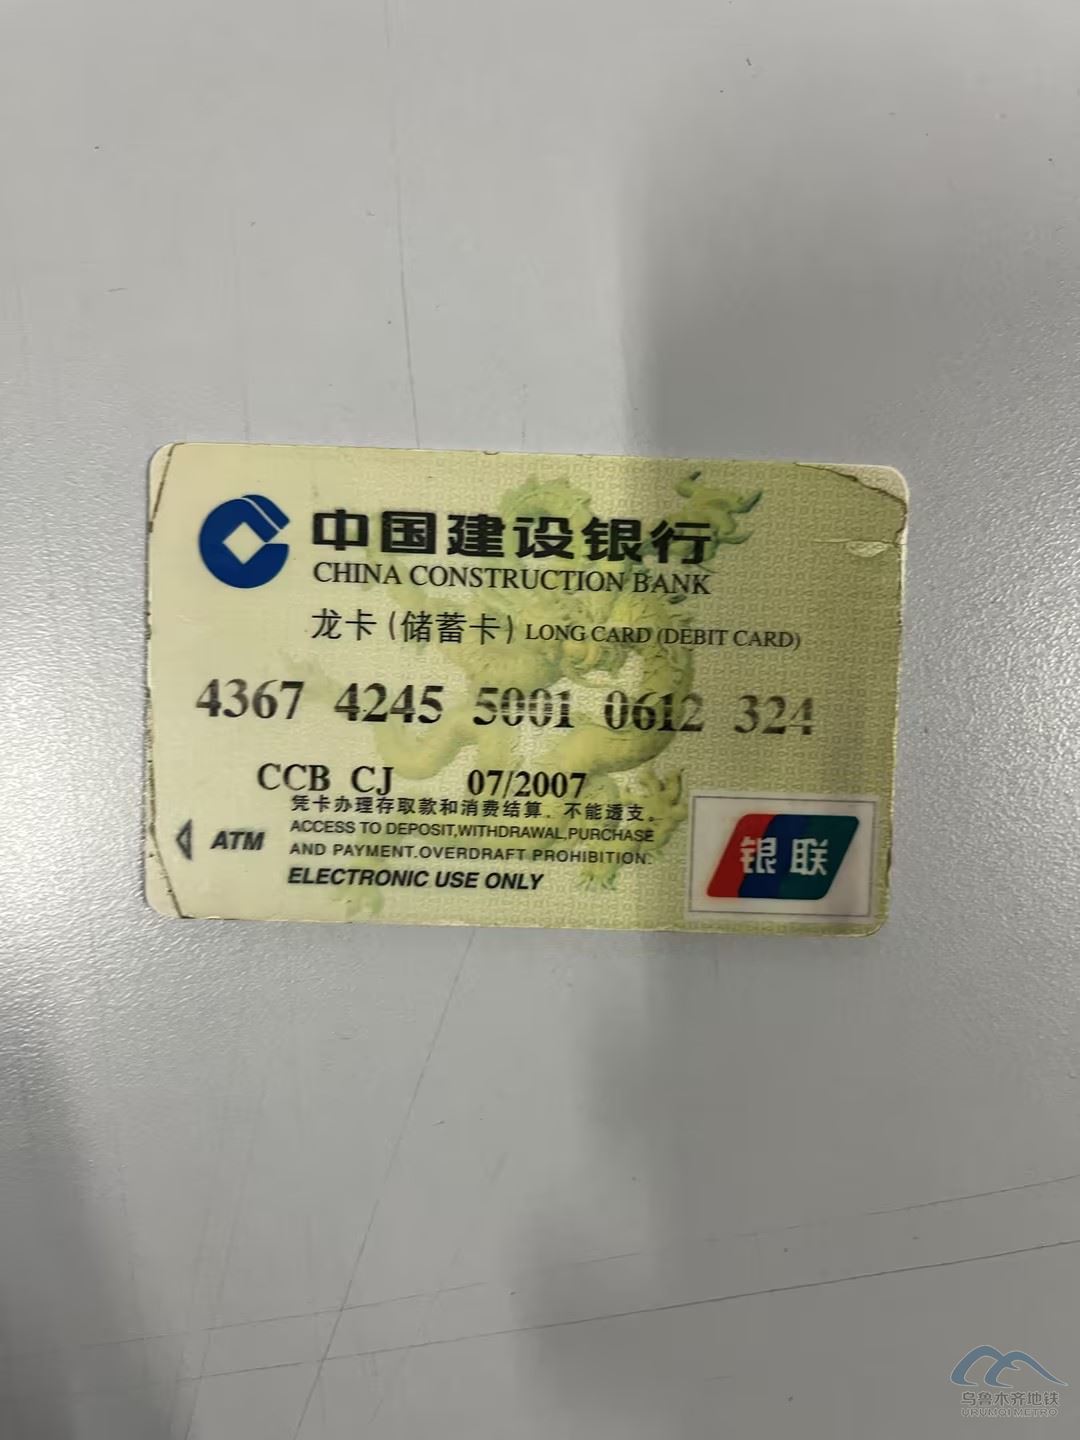 中国建设银行
CHINA CONSTRUCTION BANK
龙卡(储蓄卡) LONG CARD (DEBIT CARD)
4367 4245 5001 0612 324
CCB CJ 07/2007
凭卡办理存取款和消费结算。不能透支。
ATM
ACCESS TO DEPOSIT,WITHDRAWAL,PURCHASE
AND PAYMENT.OVERDRAFT PROHIBITION.
ELECTRONIC USE ONLY
银联
乌鲁木齐地铁
URUMQI METRO